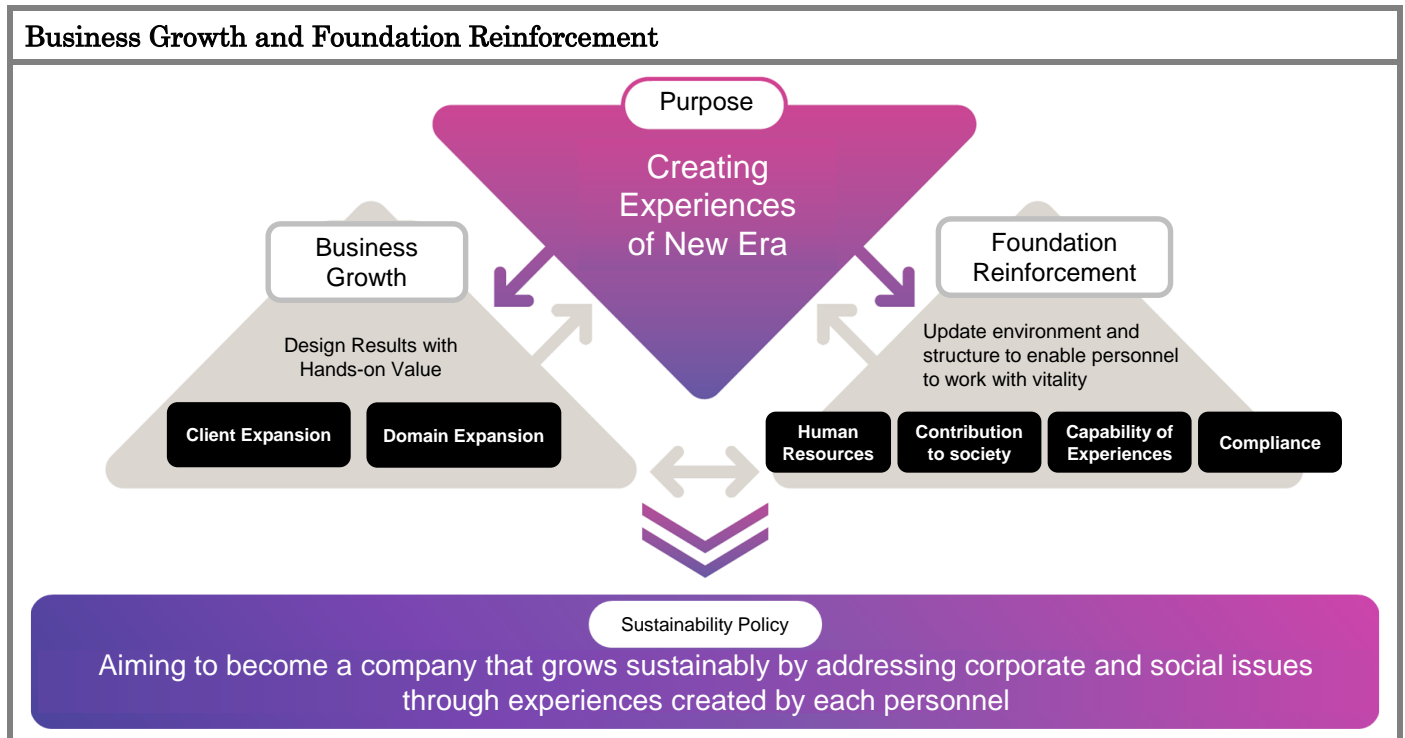 Business Growth and Foundation Reinforcement
Purpose
Creating
Experiences
of New Era
Business
Growth
Design Results with
Hands-on Value
Client Expansion
Domain Expansion
Foundation
Reinforcement
Update environment and
structure to enable personnel
to work with vitality
Human
Resources
Contribution
to society
Capability of
Experiences
Compliance
Sustainability Policy
Aiming to become a company that grows sustainably by addressing corporate and social issues
through experiences created by each personnel